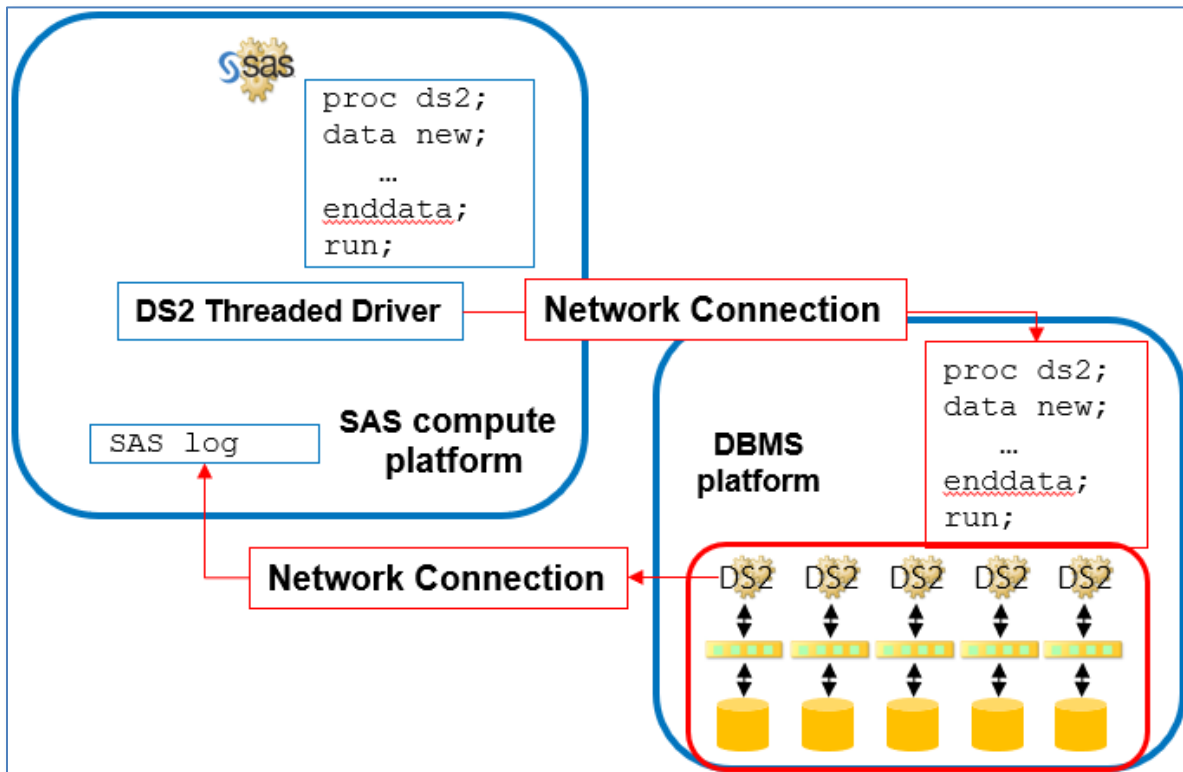 sas
proc ds2;
data new;
…
enddata;
run;
DS2 Threaded Driver
Network Connection
SAS compute
platform
SAS log
proc ds2;
data new;
…
enddata;
run;
DBMS
platform
Network Connection
DS2 DS2 DS2 DS2 DS2